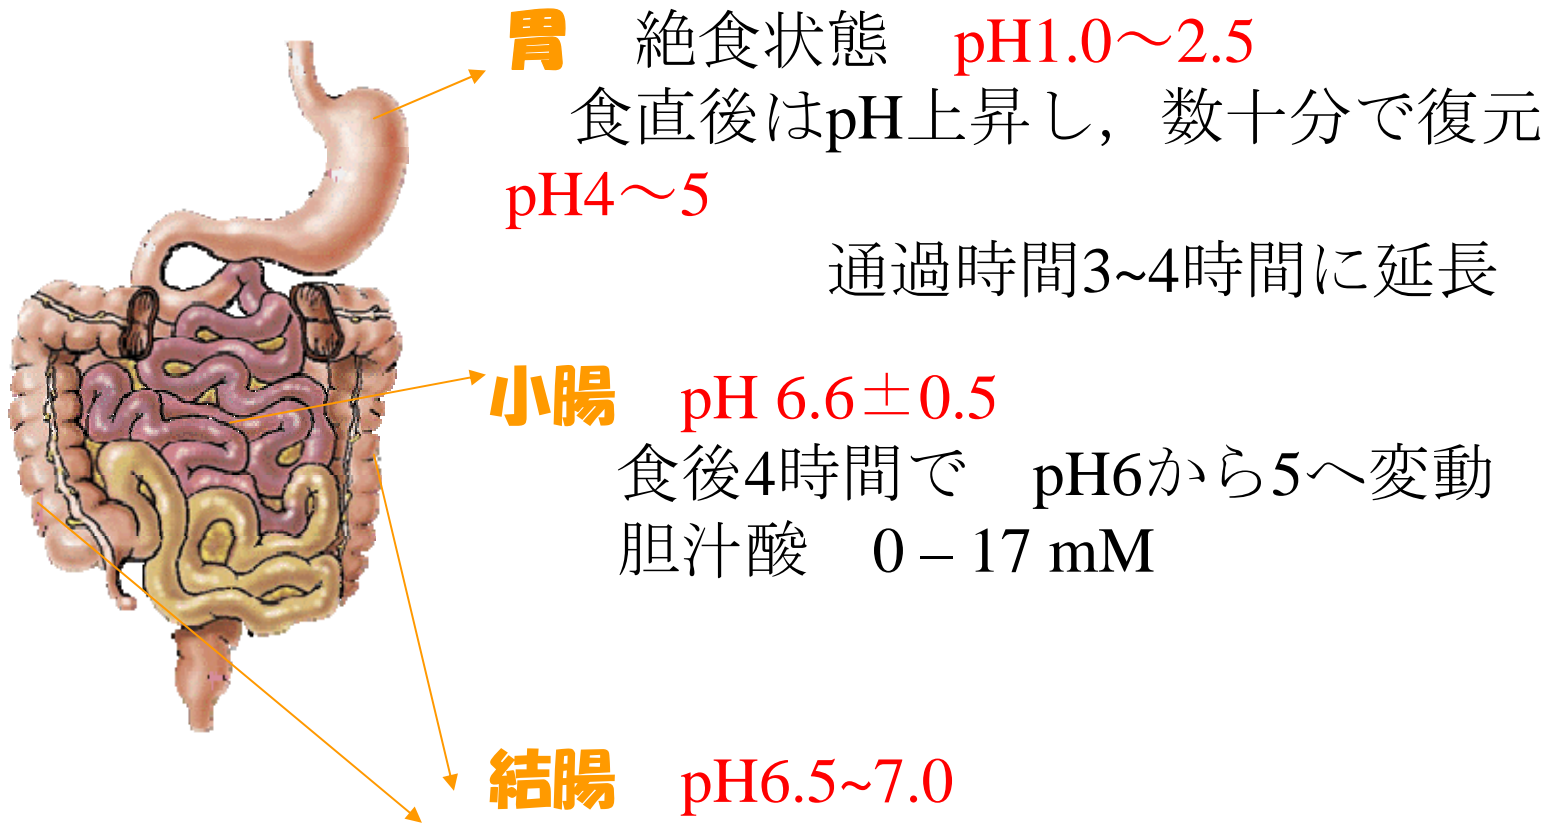 胃　絶食状態　pH1.0～2.5
食直後はpH上昇し，数十分で復元
pH4～5
通過時間3~4時間に延長
小腸　pH 6.6±0.5
食後4時間で　pH6から5へ変動
胆汁酸　0 – 17 mM
結腸　pH6.5~7.0